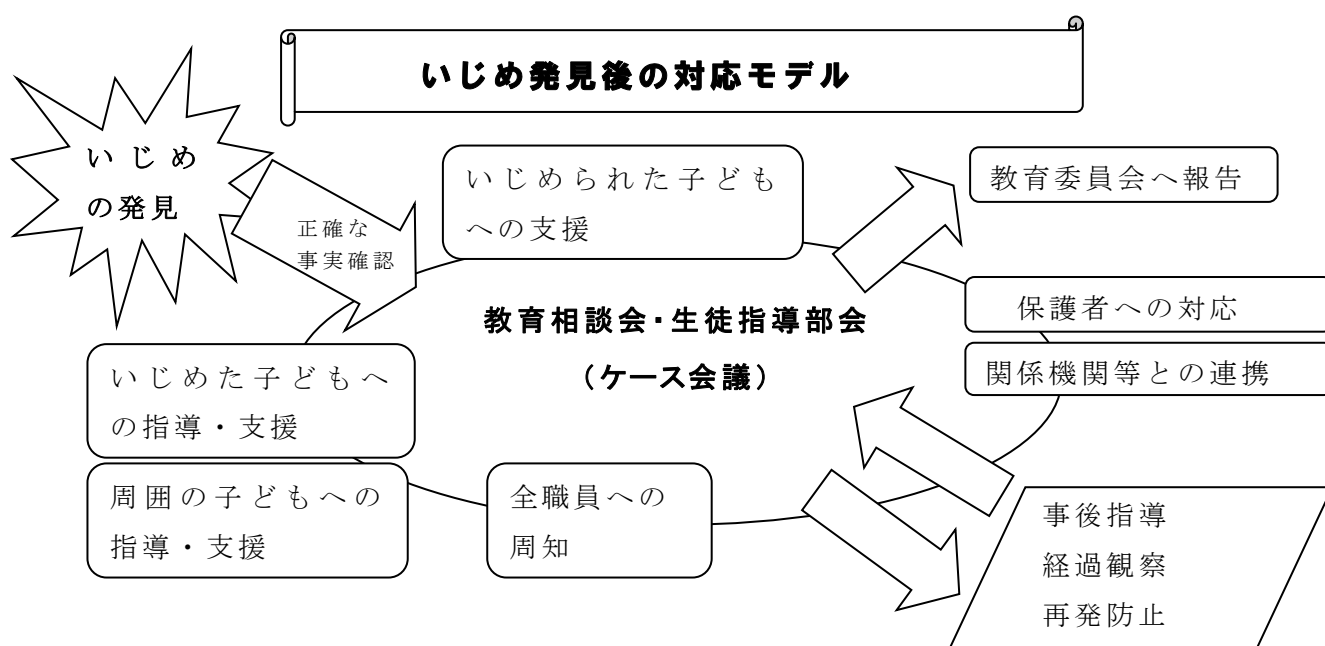 いじめ発見後の対応モデル
いじめ
の発見
正確な
事実確認
いじめられた子ども
への支援
教育委員会へ報告
保護者への対応
関係機関等との連携
教育相談会・生徒指導部会
（ケース会議）
いじめた子どもへ
の指導・支援
周囲の子どもへの
指導・支援
全職員への
周知
事後指導
経過観察
再発防止